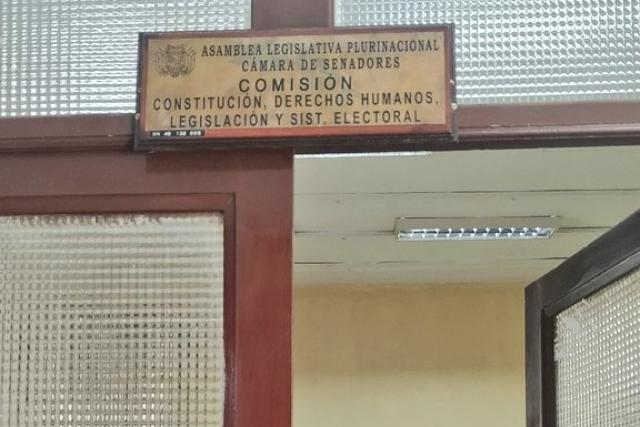 ASAMBLEA LEGISLATIVA PLURINACIONAL
CÁMARA DE SENADORES
COMISIÓN
CONSTITUCIÓN, DERECHOS HUMANOS,
LEGISLACIÓN Y SIST. ELECTORAL